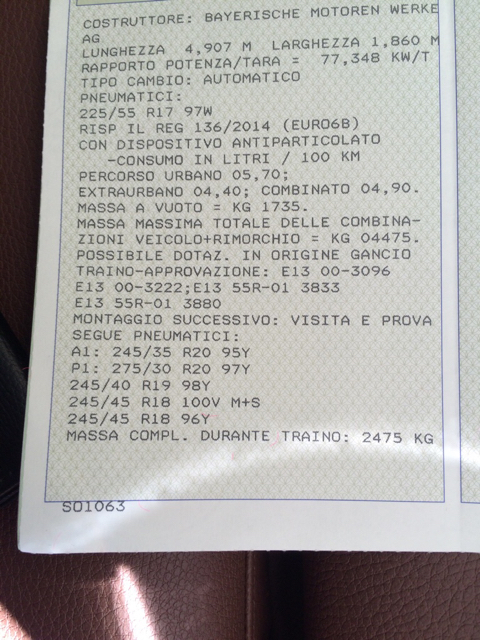 COSTRUTTORE: BAYERISCHE MOTOREN WERKE
AG
LUNGHEZZA 4,907 M LARGHEZZA 1,860 M
RAPPORTO POTENZA/TARA = 77,348 KW/T
TIPO CAMBIO: AUTOMATICO
PNEUMATICI:
225/55 R17 97W
RISP IL REG 136/2014 (EURO6B)
CON DISPOSITIVO ANTIPARTICOLATO
-CONSUMO IN LITRI / 100 KM
PERCORSO URBANO 05,70;
EXTRAURBANO 04,40; COMBINATO 04,90.
MASSA A VUOTO = KG 1735.
MASSA MASSIMA TOTALE DELLE COMBINA-
ZIONI VEICOLO+RIMORCHIO = KG 04475.
POSSIBILE DOTAZ. IN ORIGINE GANCIO
TRAINO-APPROVAZIONE: E13 00-3096
E13 00-3222;E13 55R-01 3833
E13 55R-01 3880
MONTAGGIO SUCCESSIVO: VISITA E PROVA
SEGUE PNEUMATICI:
A1: 245/35 R20 95Y
P1: 275/30 R20 97Y
245/40 R19 98Y
245/45 R18 100V M+S
245/45 R18 96Y
MASSA COMPL. DURANTE TRAINO: 2475 KG
S01063